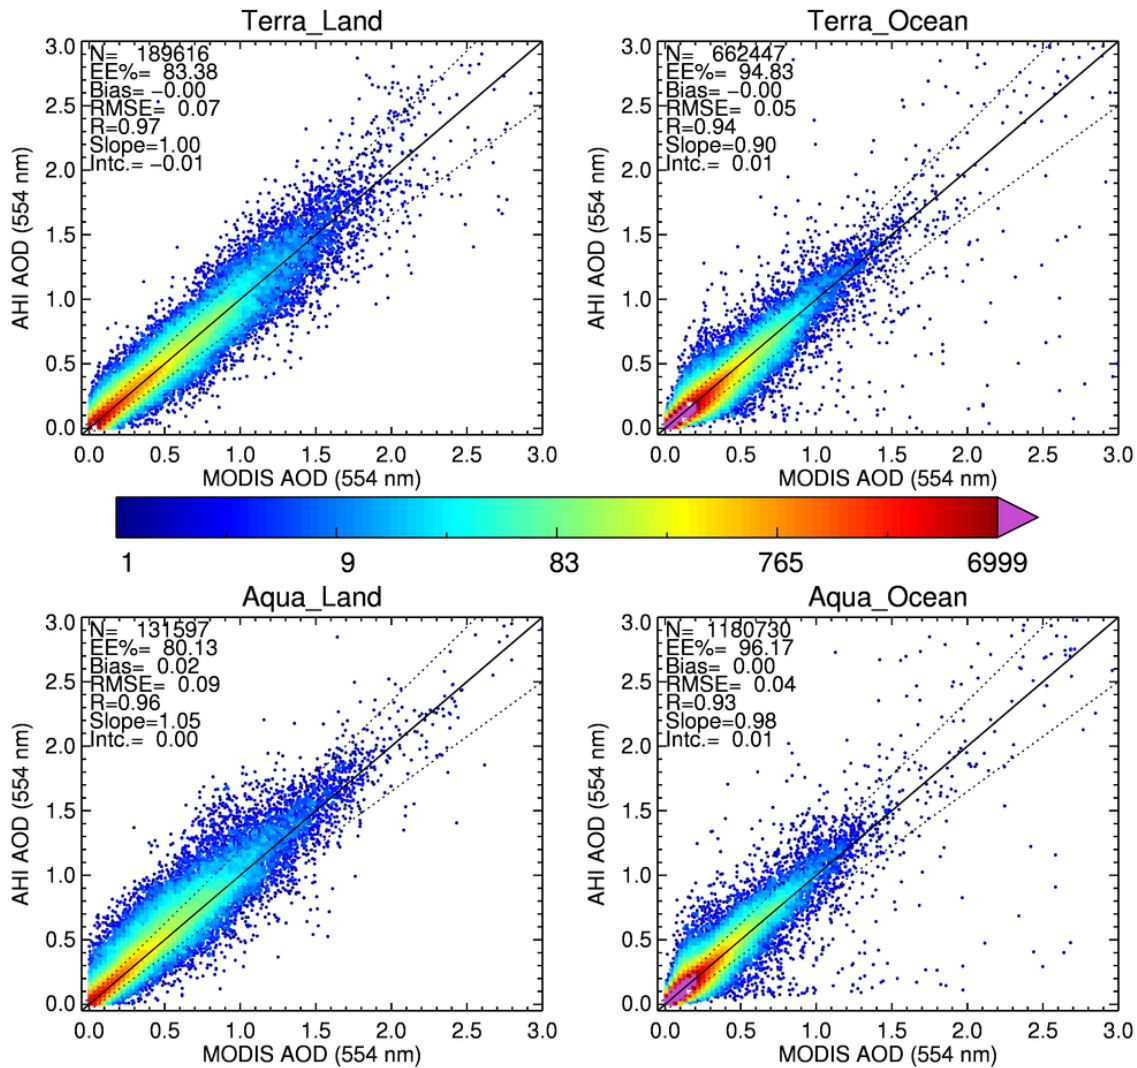 Terra_Land
3.0
2.5
2.0
1.5
1.0
0.5
0.0
AHI AOD (554 nm)
N= 189616
EE%= 83.38
Bias= −0.00
RMSE= 0.07
R=0.97
Slope=1.00
Intc.= −0.01
0.0 0.5 1.0 1.5 2.0 2.5 3.0
MODIS AOD (554 nm)
Terra_Ocean
3.0
2.5
2.0
1.5
1.0
0.5
0.0
AHI AOD (554 nm)
N= 662447
EE%= 94.83
Bias= −0.00
RMSE= 0.05
R=0.94
Slope=0.90
Intc.= 0.01
0.0 0.5 1.0 1.5 2.0 2.5 3.0
MODIS AOD (554 nm)
1 9 83 765 6999
Aqua_Land
3.0
2.5
2.0
1.5
1.0
0.5
0.0
AHI AOD (554 nm)
N= 131597
EE%= 80.13
Bias= 0.02
RMSE= 0.09
R=0.96
Slope=1.05
Intc.= 0.00
0.0 0.5 1.0 1.5 2.0 2.5 3.0
MODIS AOD (554 nm)
Aqua_Ocean
3.0
2.5
2.0
1.5
1.0
0.5
0.0
AHI AOD (554 nm)
N= 1180730
EE%= 96.17
Bias= 0.00
RMSE= 0.04
R=0.93
Slope=0.98
Intc.= 0.01
0.0 0.5 1.0 1.5 2.0 2.5 3.0
MODIS AOD (554 nm)